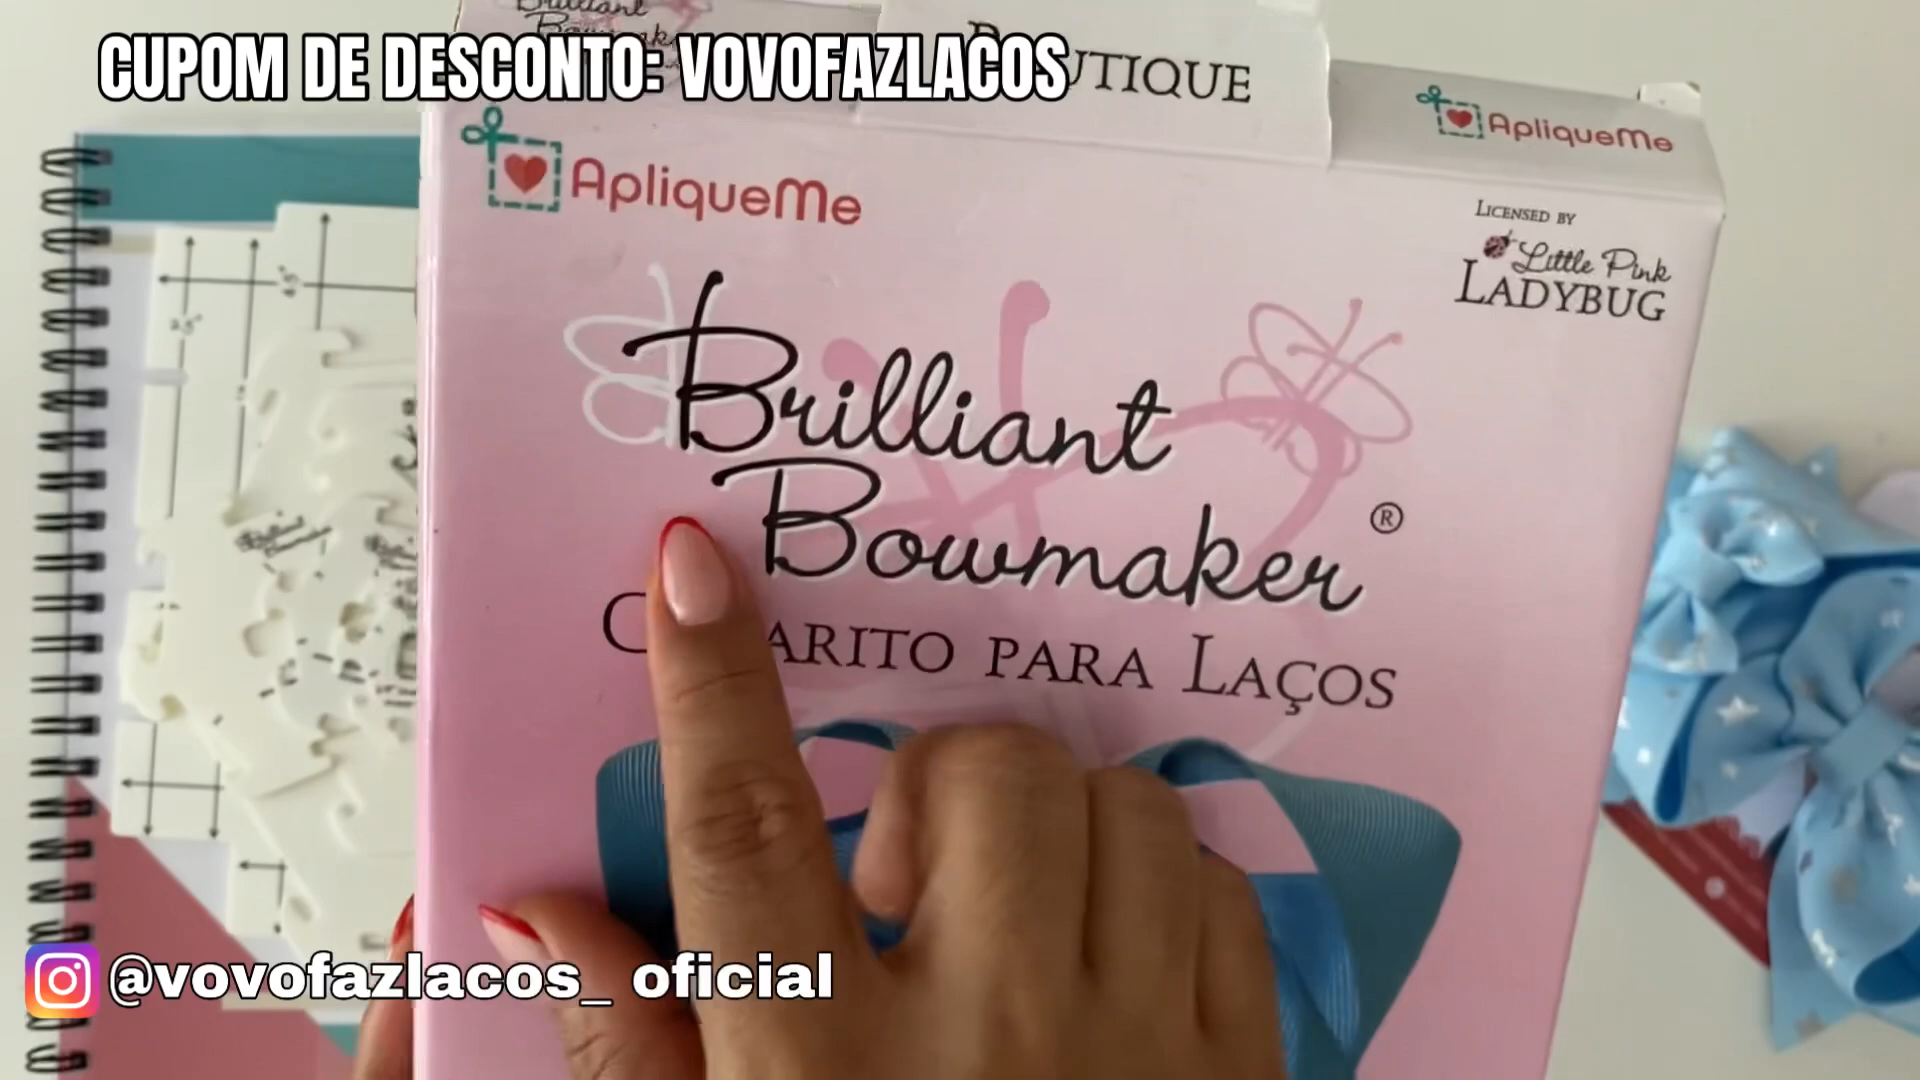 CUPOM DE DESCONTO: VOVOFAZLACOS
Brilliant
UTIQUE
ApliqueMe
ApliqueMe
LICENSED BY
Little Pink
LADYBUG
Brilliant
Bowmaker ®
ARITO PARA LAÇOS
@vovofazlacos_ oficial